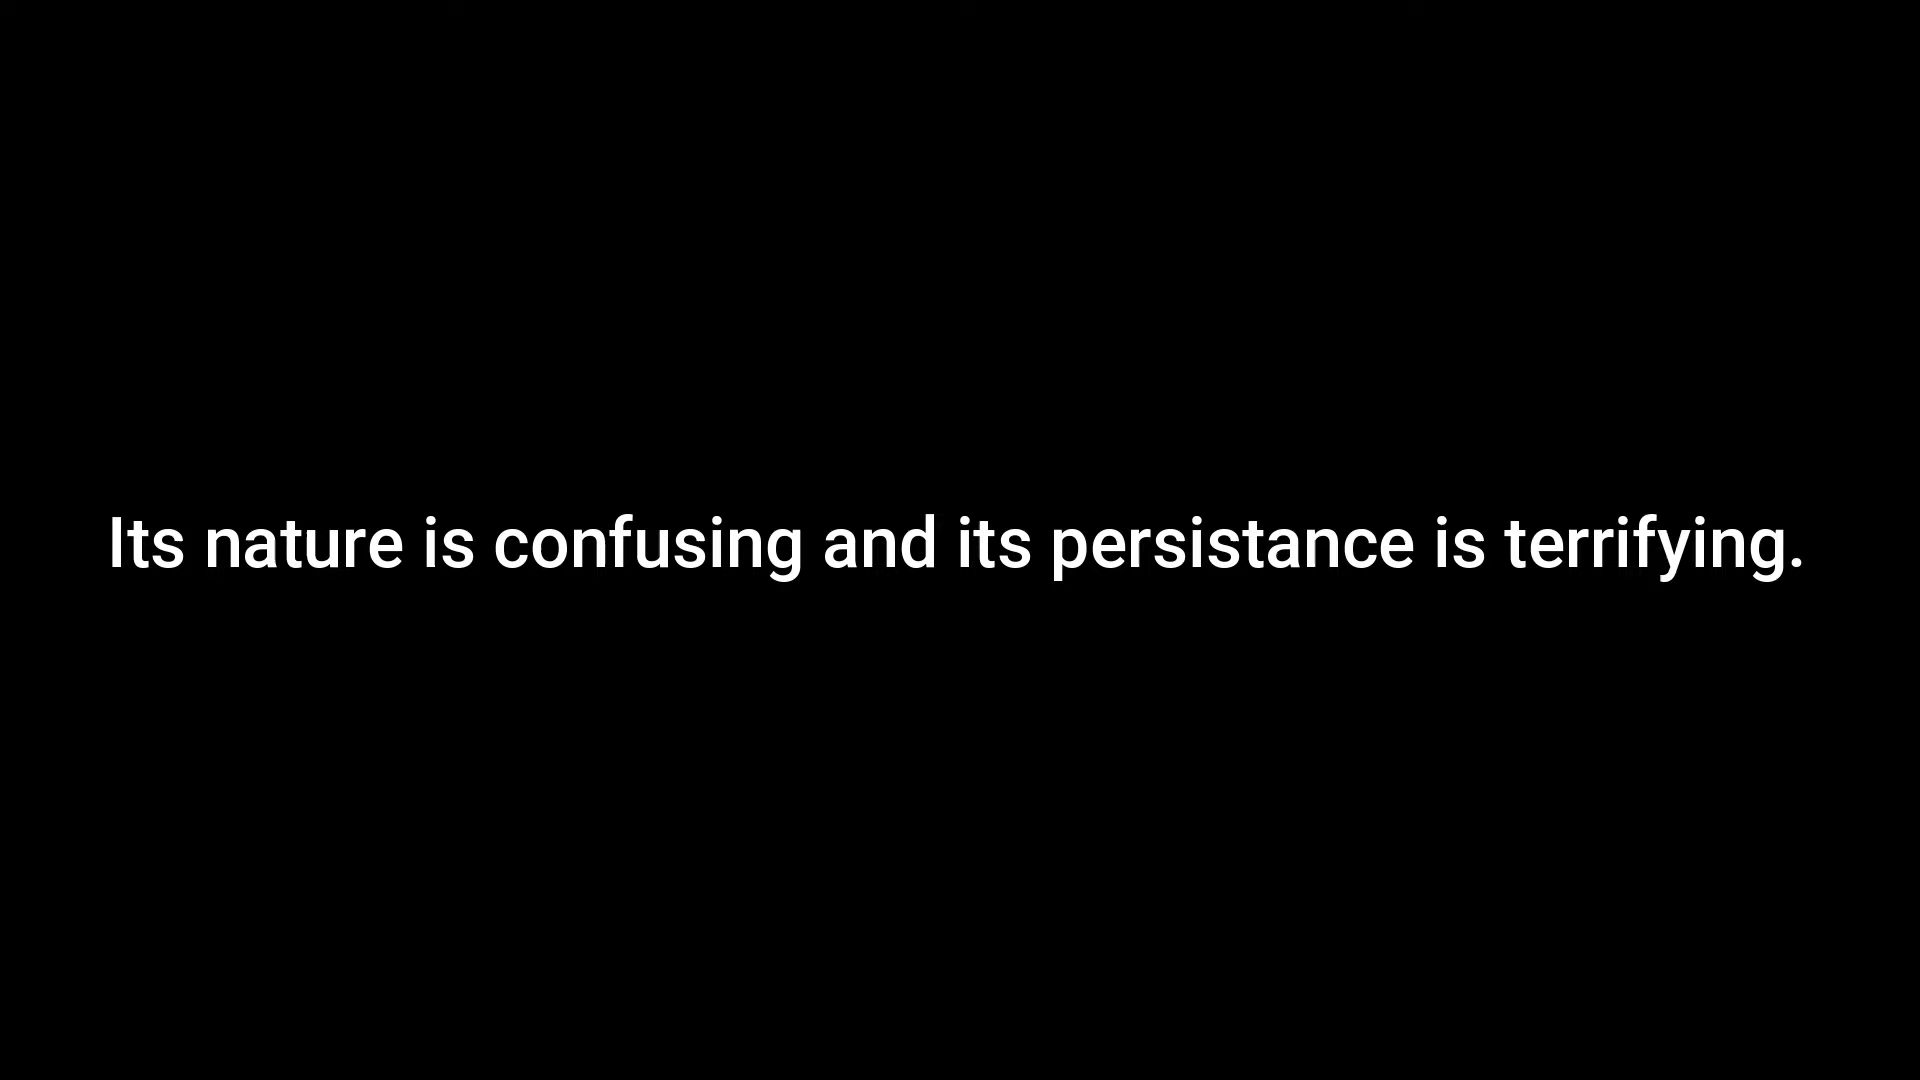 Its nature is confusing and its persistance is terrifying.